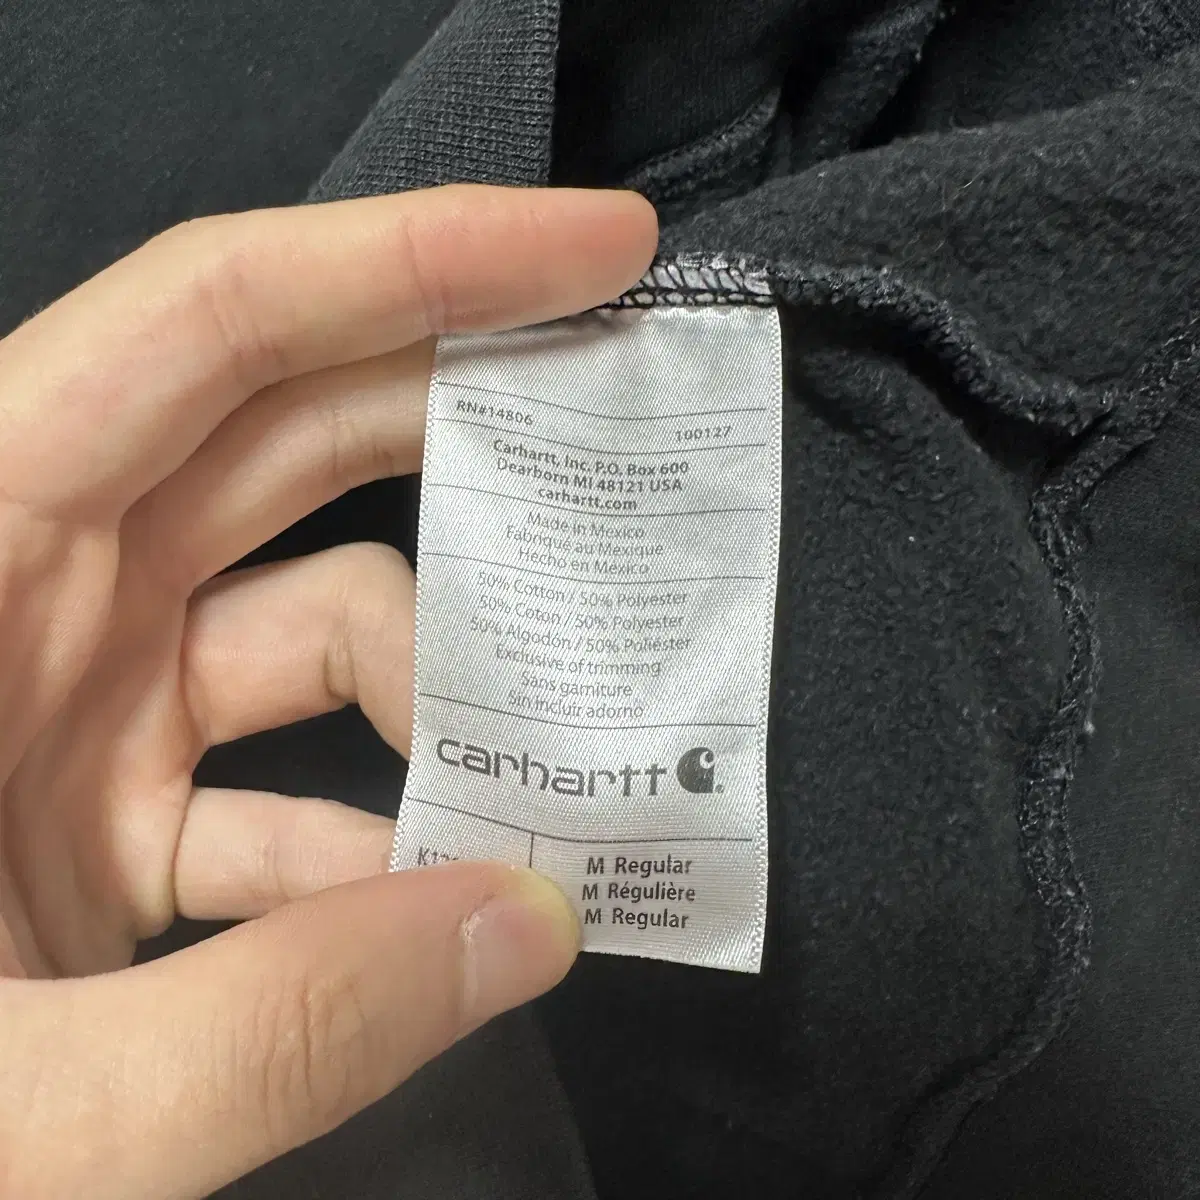 RN#14806
100127
Carhartt, Inc. P.O. Box 600
Dearborn MI 48121 USA
carhartt.com
Made in Mexico
Fabriqué au Mexique
Hecho en Mexico
50% Cotton / 50% Polyester
50% Coton / 50% Polyester
50% Algodón / 50% Poliéster
Exclusive of trimming
Sans garniture
Sin incluir adorno
carhartt
M Regular
M Régulière
M Regular